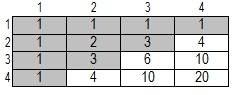 1 2 3 4
1 1 1 1 1
2 1 2 3 4
3 1 3 6 10
4 1 4 10 20